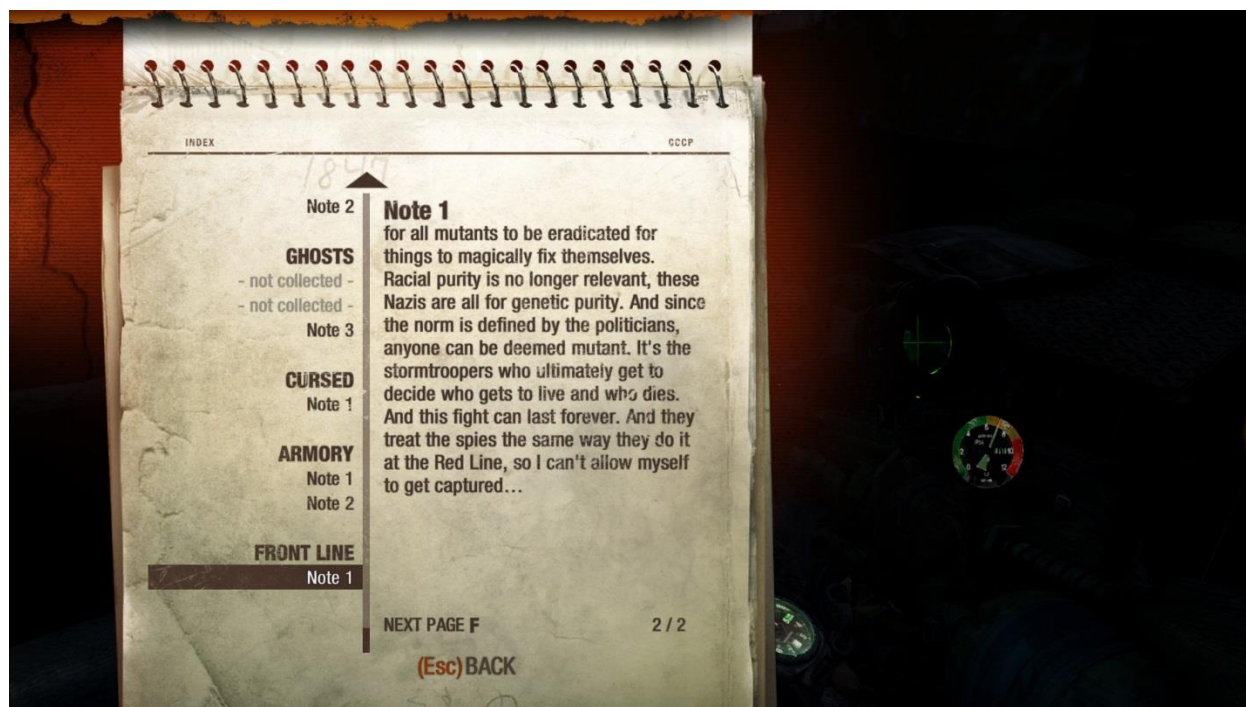 INDEX
CCCP
1847
Note 2
GHOSTS
- not collected -
- not collected -
Note 3
CURSED
Note 1
ARMORY
Note 1
Note 2
FRONT LINE
Note 1
Note 1
for all mutants to be eradicated for
things to magically fix themselves.
Racial purity is no longer relevant, these
Nazis are all for genetic purity. And since
the norm is defined by the politicians,
anyone can be deemed mutant. It's the
stormtroopers who ultimately get to
decide who gets to live and who dies.
And this fight can last forever. And they
treat the spies the same way they do it
at the Red Line, so I can't allow myself
to get captured...
NEXT PAGE F
2 / 2
(Esc) BACK